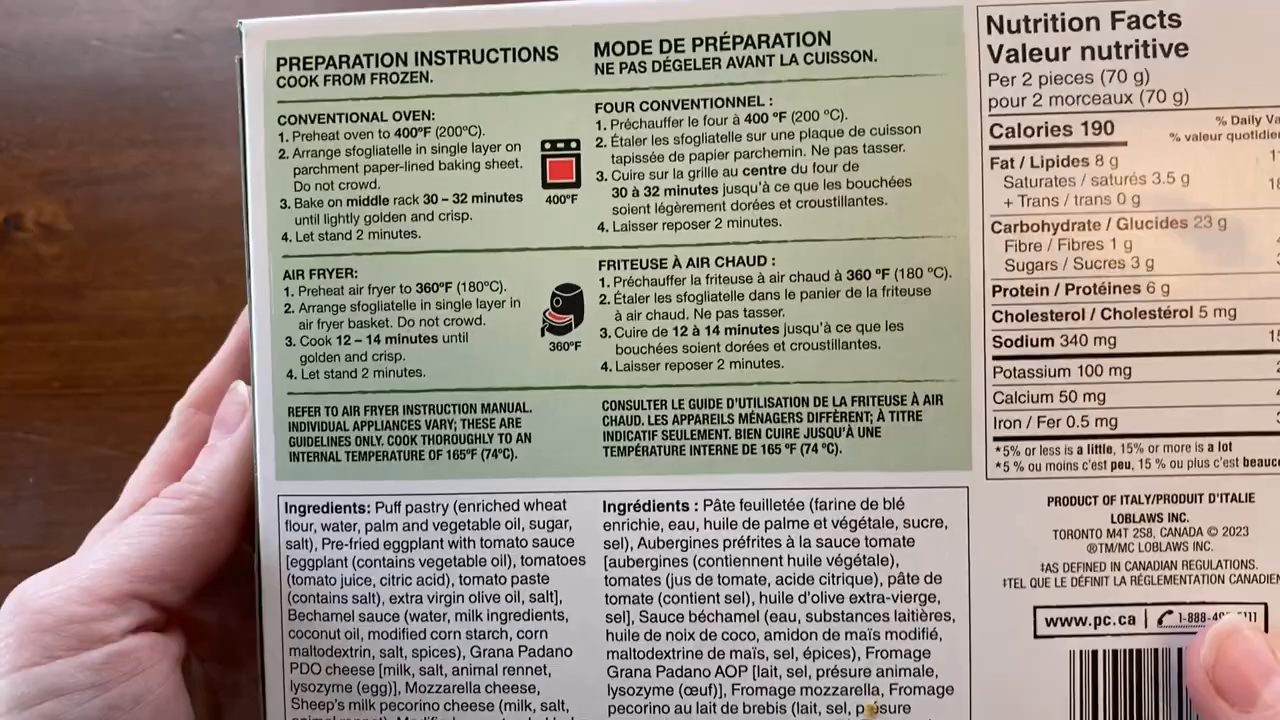 PREPARATION INSTRUCTIONS
COOK FROM FROZEN.
CONVENTIONAL OVEN:
1. Preheat oven to 400°F (200°C).
2. Arrange sfogliatelle in single layer on
parchment paper-lined baking sheet.
Do not crowd.
3. Bake on middle rack 30 – 32 minutes
until lightly golden and crisp.
4. Let stand 2 minutes.
400°F
AIR FRYER:
1. Preheat air fryer to 360°F (180°C).
2. Arrange sfogliatelle in single layer in
air fryer basket. Do not crowd.
3. Cook 12 – 14 minutes until
golden and crisp.
4. Let stand 2 minutes.
360°F
REFER TO AIR FRYER INSTRUCTION MANUAL.
INDIVIDUAL APPLIANCES VARY; THESE ARE
GUIDELINES ONLY. COOK THOROUGHLY TO AN
INTERNAL TEMPERATURE OF 165°F (74°C).
MODE DE PRÉPARATION
NE PAS DÉGELER AVANT LA CUISSON.
FOUR CONVENTIONNEL :
1. Préchauffer le four à 400 °F (200 °C).
2. Étaler les sfogliatelle sur une plaque de cuisson
tapissée de papier parchemin. Ne pas tasser.
3. Cuire sur la grille au centre du four de
30 à 32 minutes jusqu'à ce que les bouchées
soient légèrement dorées et croustillantes.
4. Laisser reposer 2 minutes.
FRITEUSE À AIR CHAUD :
1. Préchauffer la friteuse à air chaud à 360 °F (180 °C).
2. Étaler les sfogliatelle dans le panier de la friteuse
à air chaud. Ne pas tasser.
3. Cuire de 12 à 14 minutes jusqu'à ce que les
bouchées soient dorées et croustillantes.
4. Laisser reposer 2 minutes.
CONSULTER LE GUIDE D'UTILISATION DE LA FRITEUSE À AIR
CHAUD. LES APPAREILS MÉNAGERS DIFFÈRENT; À TITRE
INDICATIF SEULEMENT. BIEN CUIRE JUSQU'À UNE
TEMPÉRATURE INTERNE DE 165 °F (74 °C).
Ingredients: Puff pastry (enriched wheat
flour, water, palm and vegetable oil, sugar,
salt), Pre-fried eggplant with tomato sauce
[eggplant (contains vegetable oil), tomatoes
(tomato juice, citric acid), tomato paste
(contains salt), extra virgin olive oil, salt],
Bechamel sauce (water, milk ingredients,
coconut oil, modified corn starch, corn
maltodextrin, salt, spices), Grana Padano
PDO cheese [milk, salt, animal rennet,
lysozyme (egg)], Mozzarella cheese,
Sheep's milk pecorino cheese (milk, salt,
Ingrédients : Pâte feuilletée (farine de blé
enrichie, eau, huile de palme et végétale, sucre,
sel), Aubergines préfrites à la sauce tomate
[aubergines (contiennent huile végétale),
tomates (jus de tomate, acide citrique), pâte de
tomate (contient sel), huile d'olive extra-vierge,
sel], Sauce béchamel (eau, substances laitières,
huile de noix de coco, amidon de maïs modifié,
maltodextrine de maïs, sel, épices), Fromage
Grana Padano AOP [lait, sel, présure animale,
lysozyme (œuf)], Fromage mozzarella, Fromage
pecorino au lait de brebis (lait, sel, présure
Nutrition Facts
Valeur nutritive
Per 2 pieces (70 g)
pour 2 morceaux (70 g)
Calories 190
% Daily Va
% valeur quotidie
Fat / Lipides 8 g
Saturates / saturés 3.5 g
+ Trans / trans 0 g
Carbohydrate / Glucides 23 g
Fibre / Fibres 1 g
Sugars / Sucres 3 g
Protein / Protéines 6 g
Cholesterol / Cholestérol 5 mg
Sodium 340 mg
Potassium 100 mg
Calcium 50 mg
Iron / Fer 0.5 mg
*5% or less is a little, 15% or more is a lot
*5 % ou moins c'est peu, 15 % ou plus c'est beauc
PRODUCT OF ITALY/PRODUIT D'ITALIE
LOBLAWS INC.
TORONTO M4T 2S8, CANADA © 2023
®TM/MC LOBLAWS INC.
‡AS DEFINED IN CANADIAN REGULATIONS.
‡TEL QUE LE DÉFINIT LA RÉGLEMENTATION CANADIEN
www.pc.ca
1-888-4